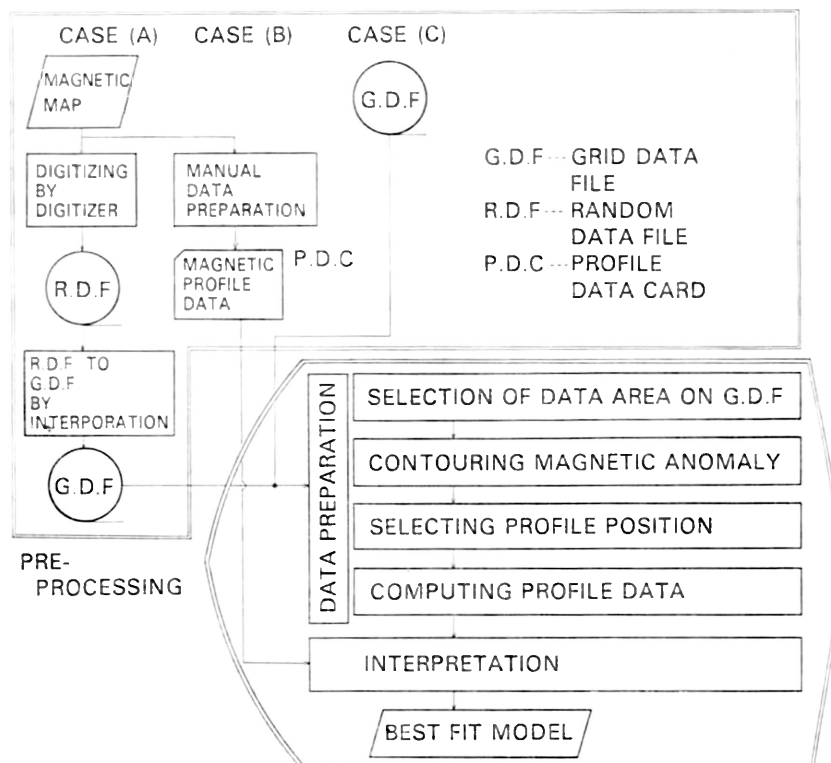 CASE (A)
CASE (B)
CASE (C)
MAGNETIC
MAP
G.D.F
DIGITIZING
BY
DIGITIZER
MANUAL
DATA
PREPARATION
G.D.F --- GRID DATA
FILE
R.D.F --- RANDOM
DATA FILE
P.D.C --- PROFILE
DATA CARD
R.D.F
MAGNETIC
PROFILE
DATA
P.D.C
R.D.F TO
G.D.F
BY
INTERPORATION
G.D.F
PRE-
PROCESSING
DATA PREPARATION
SELECTION OF DATA AREA ON G.D.F
CONTOURING MAGNETIC ANOMALY
SELECTING PROFILE POSITION
COMPUTING PROFILE DATA
INTERPRETATION
BEST FIT MODEL